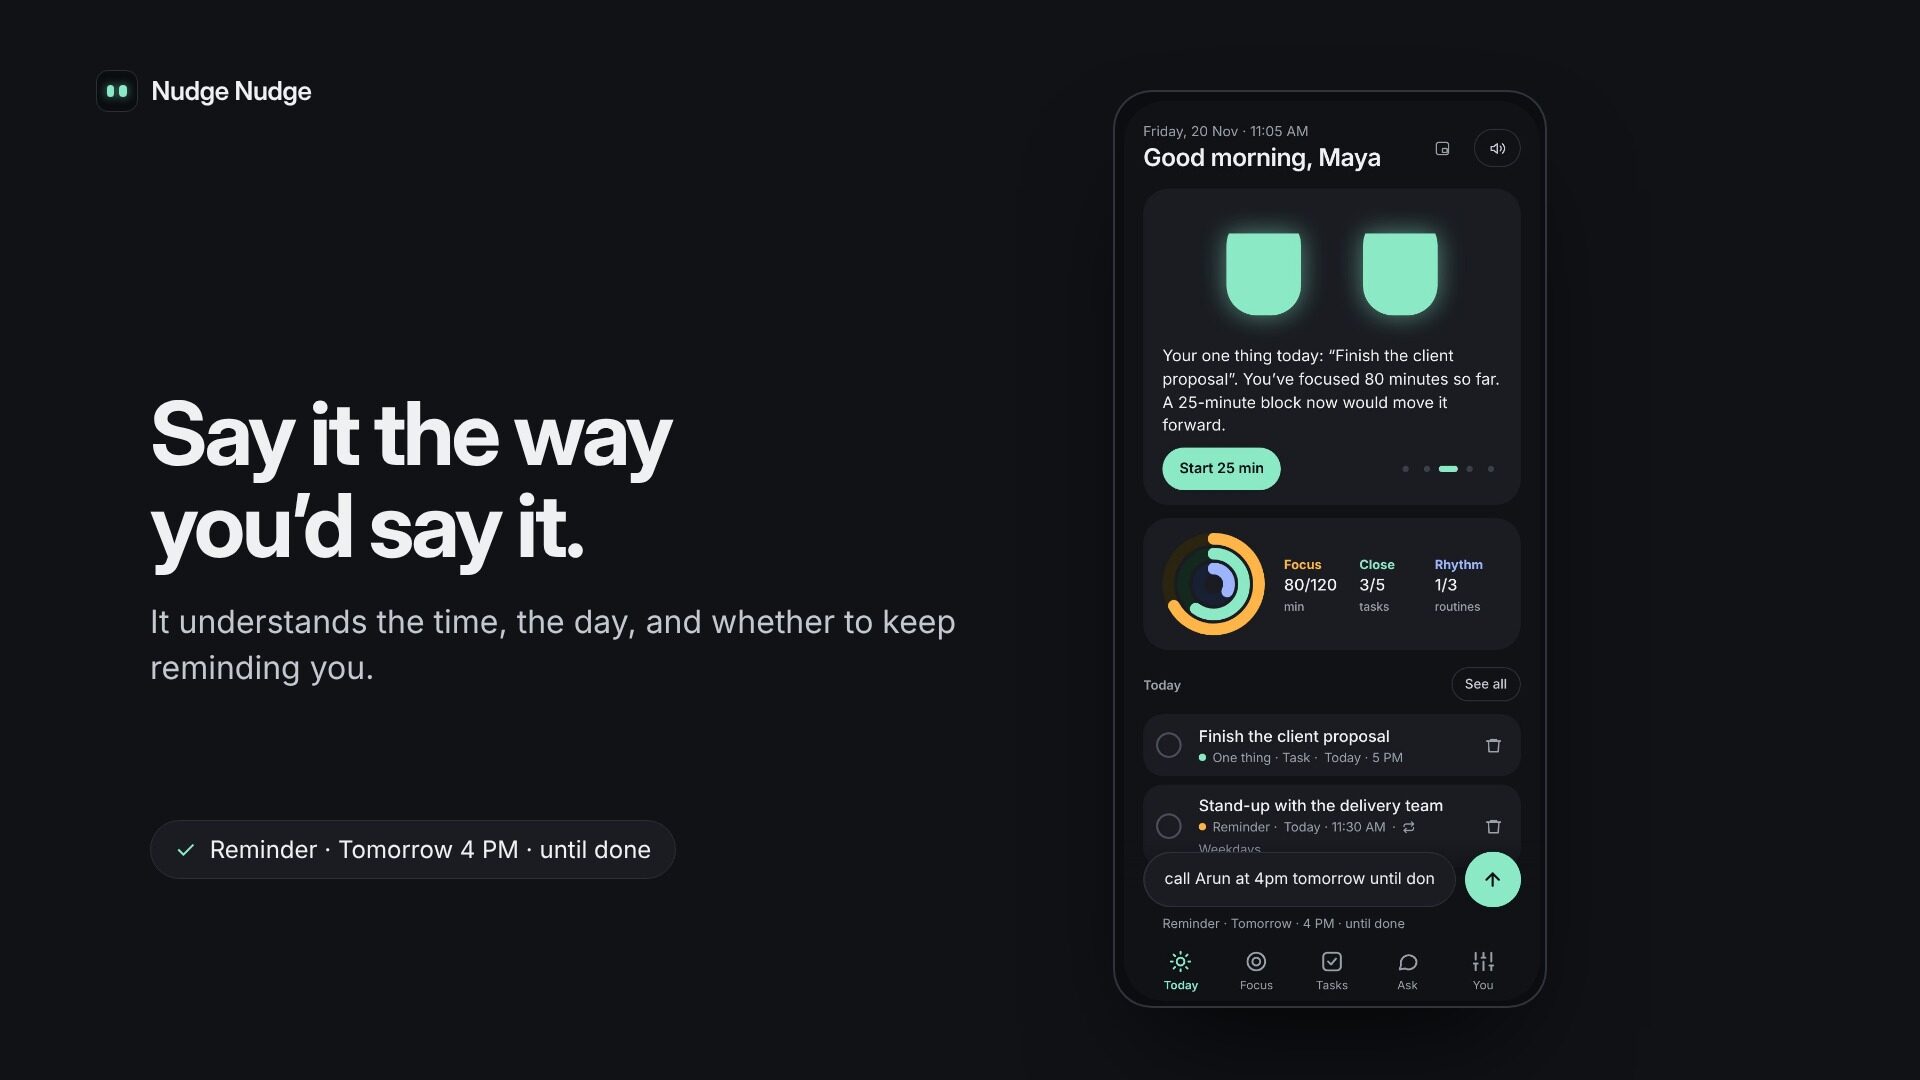 Nudge Nudge
Say it the way
you’d say it.
It understands the time, the day, and whether to keep
reminding you.
Reminder · Tomorrow 4 PM · until done
Friday, 20 Nov · 11:05 AM
Good morning, Maya
Your one thing today: “Finish the client
proposal”. You’ve focused 80 minutes so far.
A 25-minute block now would move it
forward.
Start 25 min
Focus Close Rhythm
80/120 3/5 1/3
min tasks routines
Today See all
Finish the client proposal
One thing · Task · Today · 5 PM
Stand-up with the delivery team
Reminder · Today · 11:30 AM ·
Weekdays
call Arun at 4pm tomorrow until don
Reminder · Tomorrow · 4 PM · until done
Today Focus Tasks Ask You